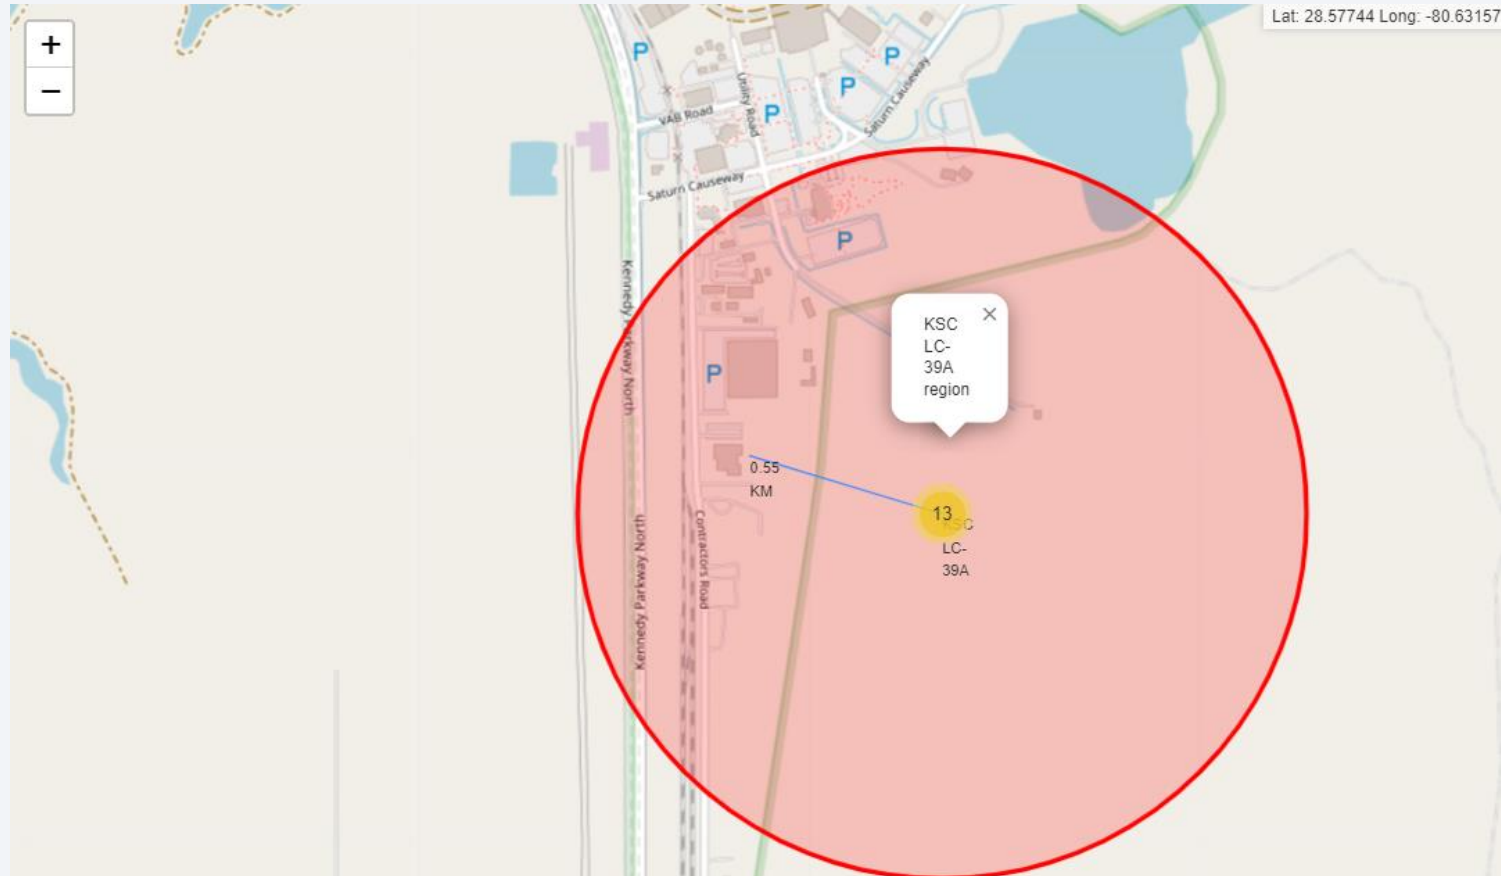 +
−
Lat: 28.57744 Long: -80.63157
P
P
P
P
Utility Road
VAB Road
Saturn Causeway
Saturn Causeway
P
Kennedy Parkway North
KSC
LC-
39A
region
×
P
0.55
KM
13
KSC
LC-
39A
Contractors Road
Kennedy Parkway North